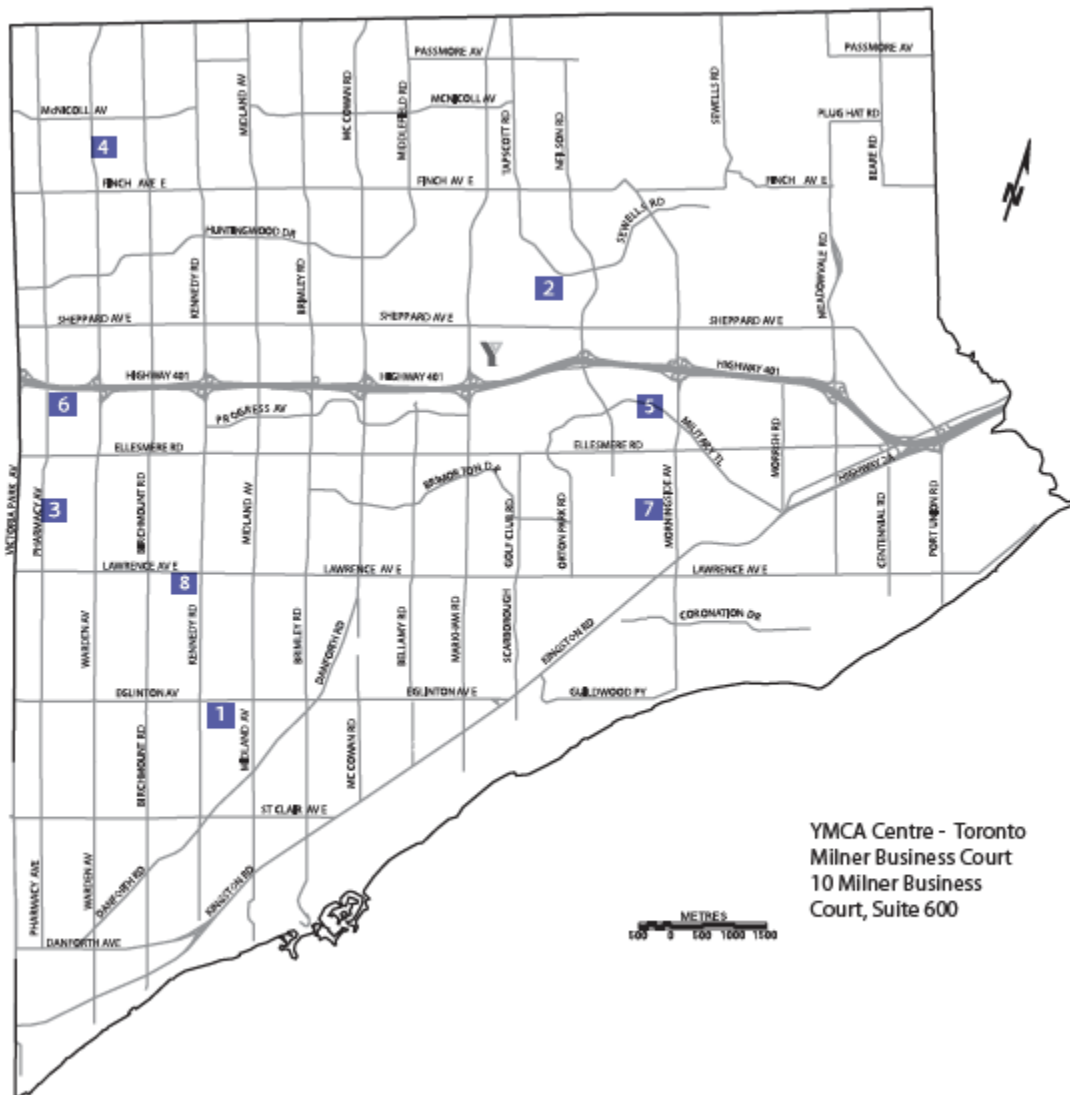 PASSMORE AV
PASSMORE AV
McNICOLL AV
MIDLAND AV
MC COWAN RD
MIDDLEFIELD RD
MCNICOLL AV
TAPSCOTT RD
NEILSON RD
SEWELLS RD
PLUG HAT RD
BEARE RD
4
FINCH AVE E
FINCH AV E
FINCH AV E
N
HUNTINGWOOD DR
SEWELLS RD
MEADOWVALE RD
KENNEDY RD
BRIMLEY RD
2
SHEPPARD AV E
SHEPPARD AV E
SHEPPARD AV E
Y
HIGHWAY 401
HIGHWAY 401
HIGHWAY 401
6
PROGRESS AV
5
MILITARY TL
MORRISH RD
ELLESMERE RD
ELLESMERE RD
HIGHWAY 2A
BRIMORTON DR
VICTORIA PARK AV
PHARMACY AV
3
BIRCHMOUNT RD
MIDLAND AV
GOLF CLUB RD
ORTON PARK RD
7
MORNINGSIDE AV
CENTENNIAL RD
PORT UNION RD
LAWRENCE AV E
LAWRENCE AV E
LAWRENCE AV E
8
WARDEN AV
KENNEDY RD
BRIMLEY RD
DANFORTH RD
BELLAMY RD
MARKHAM RD
SCARBOROUGH
KINGSTON RD
CORONATION DR
EGLINTON AV
EGLINTON AV E
GUILDWOOD PY
1
BIRCHMOUNT RD
MIDLAND AV
MC COWAN RD
ST CLAIR AV E
PHARMACY AVE
WARDEN AV
DANFORTH RD
KINGSTON RD
DANFORTH AVE
YMCA Centre - Toronto
Milner Business Court
10 Milner Business
Court, Suite 600
METRES
500 0 500 1000 1500